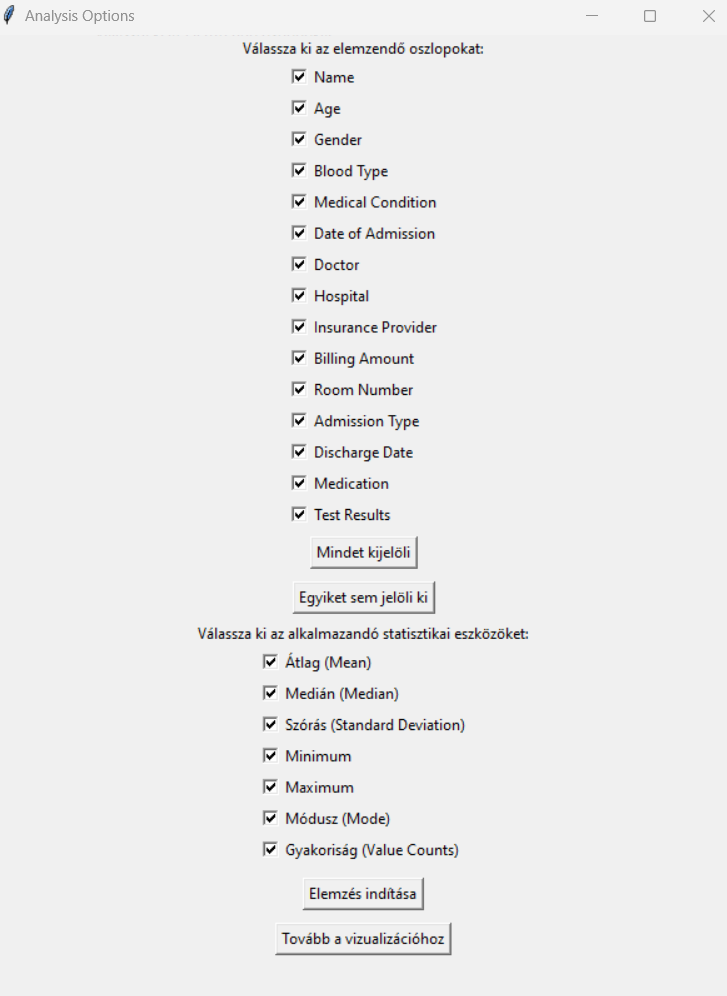 Analysis Options
Válassza ki az elemzendő oszlopokat:
Name
Age
Gender
Blood Type
Medical Condition
Date of Admission
Doctor
Hospital
Insurance Provider
Billing Amount
Room Number
Admission Type
Discharge Date
Medication
Test Results
Mindet kijelöli
Egyiket sem jelöli ki
Válassza ki az alkalmazandó statisztikai eszközöket:
Átlag (Mean)
Medián (Median)
Szórás (Standard Deviation)
Minimum
Maximum
Módusz (Mode)
Gyakoriság (Value Counts)
Elemzés indítása
Tovább a vizualizációhoz